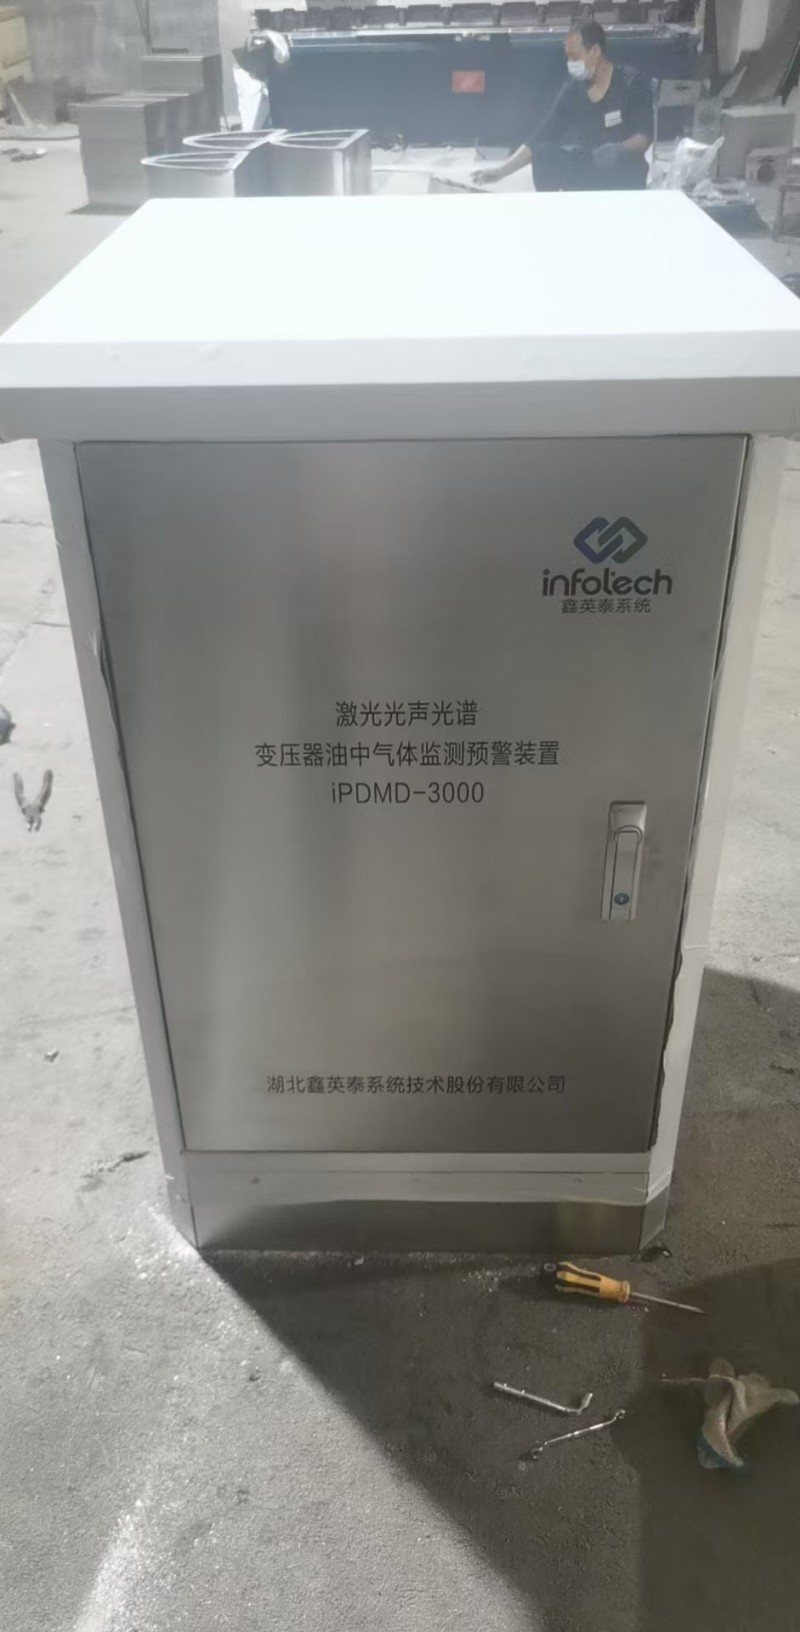 infotech
鑫英泰系统
激光光声光谱
变压器油中气体监测预警装置
iPDMD-3000
湖北鑫英泰系统技术股份有限公司